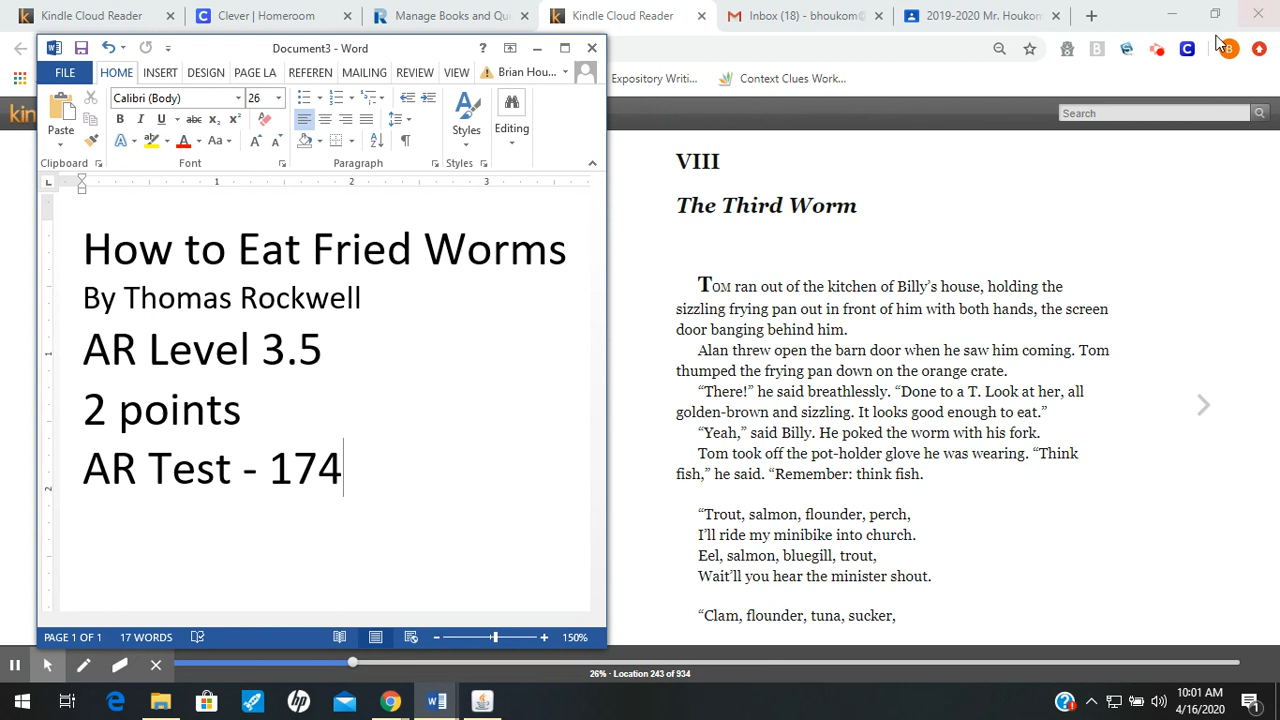 Kindle Cloud Reader
Clever | Homeroom
Manage Books and Qu
Kindle Cloud Reader
Inbox (18) - bhoukom@
2019-2020 Mr. Houkom
Document3 - Word
FILE HOME INSERT DESIGN PAGE LA REFEREN MAILING REVIEW VIEW Brian Hou...
Expository Writi...
Context Clues Work...
Calibri (Body) 26
Paste
Styles
Editing
Clipboard Font Paragraph Styles
Search
1 2 3
How to Eat Fried Worms
By Thomas Rockwell
AR Level 3.5
2 points
AR Test - 174
VIII
The Third Worm
TOM ran out of the kitchen of Billy’s house, holding the
sizzling frying pan out in front of him with both hands, the screen
door banging behind him.
Alan threw open the barn door when he saw him coming. Tom
thumped the frying pan down on the orange crate.
“There!” he said breathlessly. “Done to a T. Look at her, all
golden-brown and sizzling. It looks good enough to eat.”
“Yeah,” said Billy. He poked the worm with his fork.
Tom took off the pot-holder glove he was wearing. “Think
fish,” he said. “Remember: think fish.
“Trout, salmon, flounder, perch,
I’ll ride my minibike into church.
Eel, salmon, bluegill, trout,
Wait’ll you hear the minister shout.
“Clam, flounder, tuna, sucker,
PAGE 1 OF 1 17 WORDS 150%
26% · Location 243 of 934
10:01 AM
4/16/2020